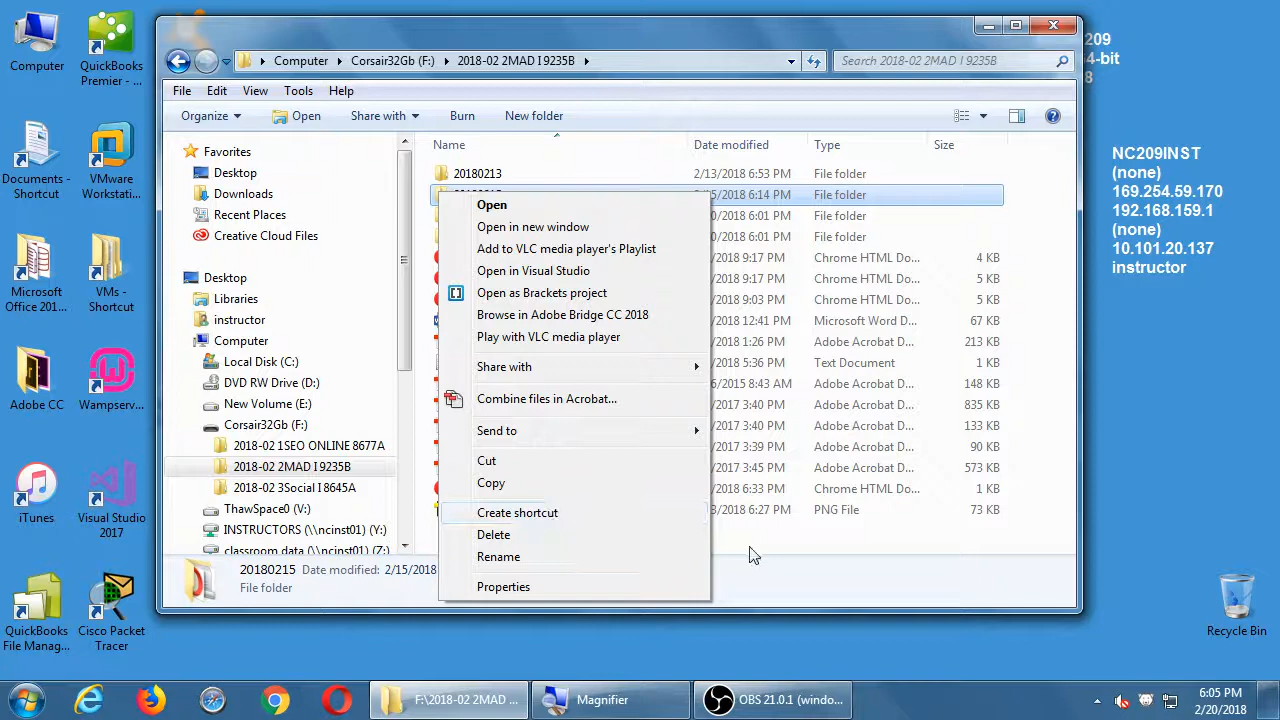 Computer
QuickBooks
Premier - ...
Documents -
Shortcut
VMware
Workstati...
Microsoft
Office 201...
VMs -
Shortcut
Adobe CC
Wampserv...
iTunes
Visual Studio
2017
QuickBooks
File Manag...
Cisco Packet
Tracer
Computer
Corsair32Gb (F:)
2018-02 2MAD I 9235B
Search 2018-02 2MAD I 9235B
File Edit View Tools Help
Organize
Open
Share with
Burn
New folder
Favorites
Desktop
Downloads
Recent Places
Creative Cloud Files
Desktop
Libraries
instructor
Computer
Local Disk (C:)
DVD RW Drive (D:)
New Volume (E:)
Corsair32Gb (F:)
2018-02 1SEO ONLINE 8677A
2018-02 2MAD I 9235B
2018-02 3Social I 8645A
ThawSpace0 (V:)
INSTRUCTORS (\\ncinst01) (Y:)
classroom data (\\ncinst01) (Z:)
Name Date modified Type Size
20180213 2/13/2018 6:53 PM File folder
/15/2018 6:14 PM File folder
0/2018 6:01 PM File folder
0/2018 6:01 PM File folder
/2018 9:17 PM Chrome HTML Do... 4 KB
/2018 9:17 PM Chrome HTML Do... 5 KB
/2018 9:03 PM Chrome HTML Do... 5 KB
/2018 12:41 PM Microsoft Word D... 67 KB
/2018 1:26 PM Adobe Acrobat D... 213 KB
/2018 5:36 PM Text Document 1 KB
6/2015 8:43 AM Adobe Acrobat D... 148 KB
/2017 3:40 PM Adobe Acrobat D... 835 KB
/2017 3:40 PM Adobe Acrobat D... 133 KB
/2017 3:39 PM Adobe Acrobat D... 90 KB
/2017 3:45 PM Adobe Acrobat D... 573 KB
/2018 6:33 PM Chrome HTML Do... 1 KB
3/2018 6:27 PM PNG File 73 KB
Open
Open in new window
Add to VLC media player's Playlist
Open in Visual Studio
Open as Brackets project
Browse in Adobe Bridge CC 2018
Play with VLC media player
Share with
Combine files in Acrobat...
Send to
Cut
Copy
Create shortcut
Delete
Rename
Properties
20180215 Date modified: 2/15/2018
File folder
209
4-bit
8
NC209INST
(none)
169.254.59.170
192.168.159.1
(none)
10.101.20.137
instructor
Recycle Bin
F:\2018-02 2MAD ...
Magnifier
OBS 21.0.1 (windo...
6:05 PM
2/20/2018